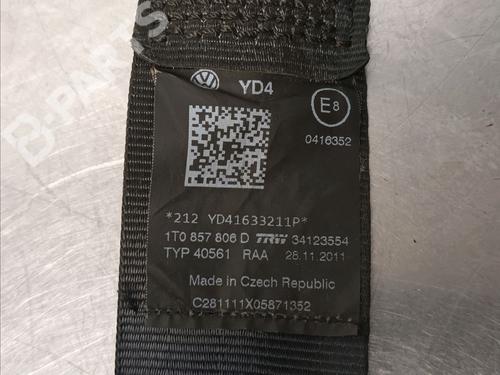 YD4
E8
0416352
*212 YD41633211P*
1T0 857 806 D TRW 34123554
TYP 40561 RAA 28.11.2011
Made in Czech Republic
C281111X05871352
B-PARTS